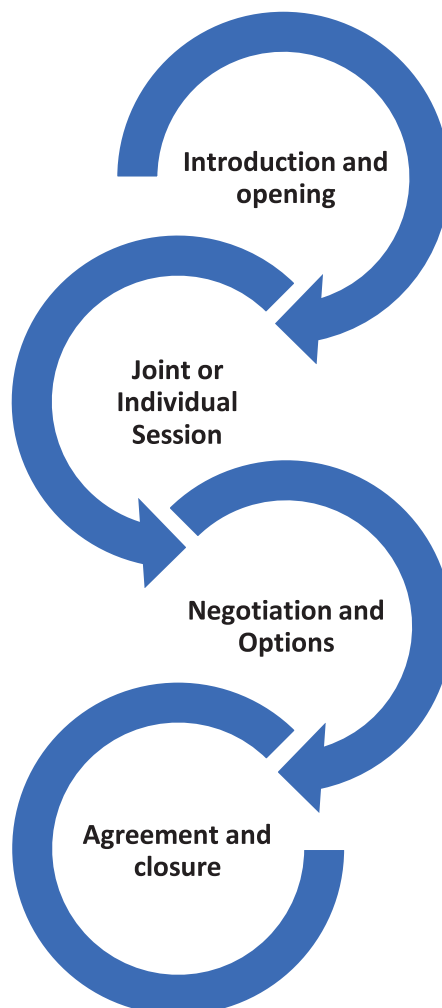 Introduction and
opening
Joint or
Individual
Session
Negotiation and
Options
Agreement and
closure